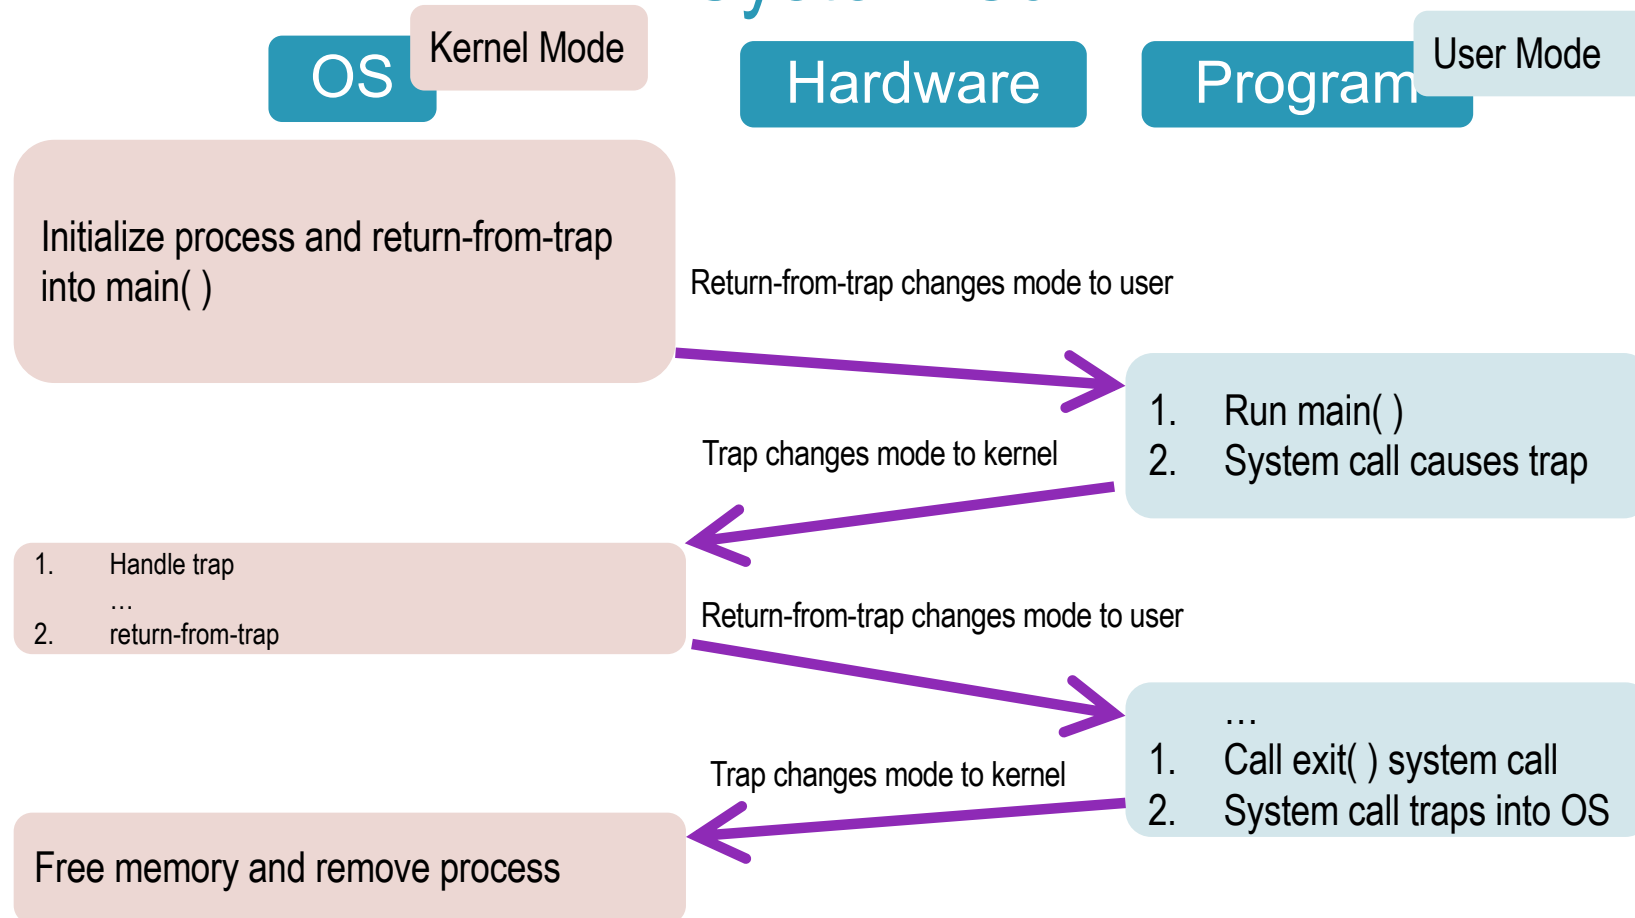 OS
Kernel Mode
Hardware
Program
User Mode
Initialize process and return-from-trap
into main( )
Return-from-trap changes mode to user
1. Run main( )
2. System call causes trap
Trap changes mode to kernel
1. Handle trap
…
2. return-from-trap
Return-from-trap changes mode to user
…
1. Call exit( ) system call
2. System call traps into OS
Trap changes mode to kernel
Free memory and remove process